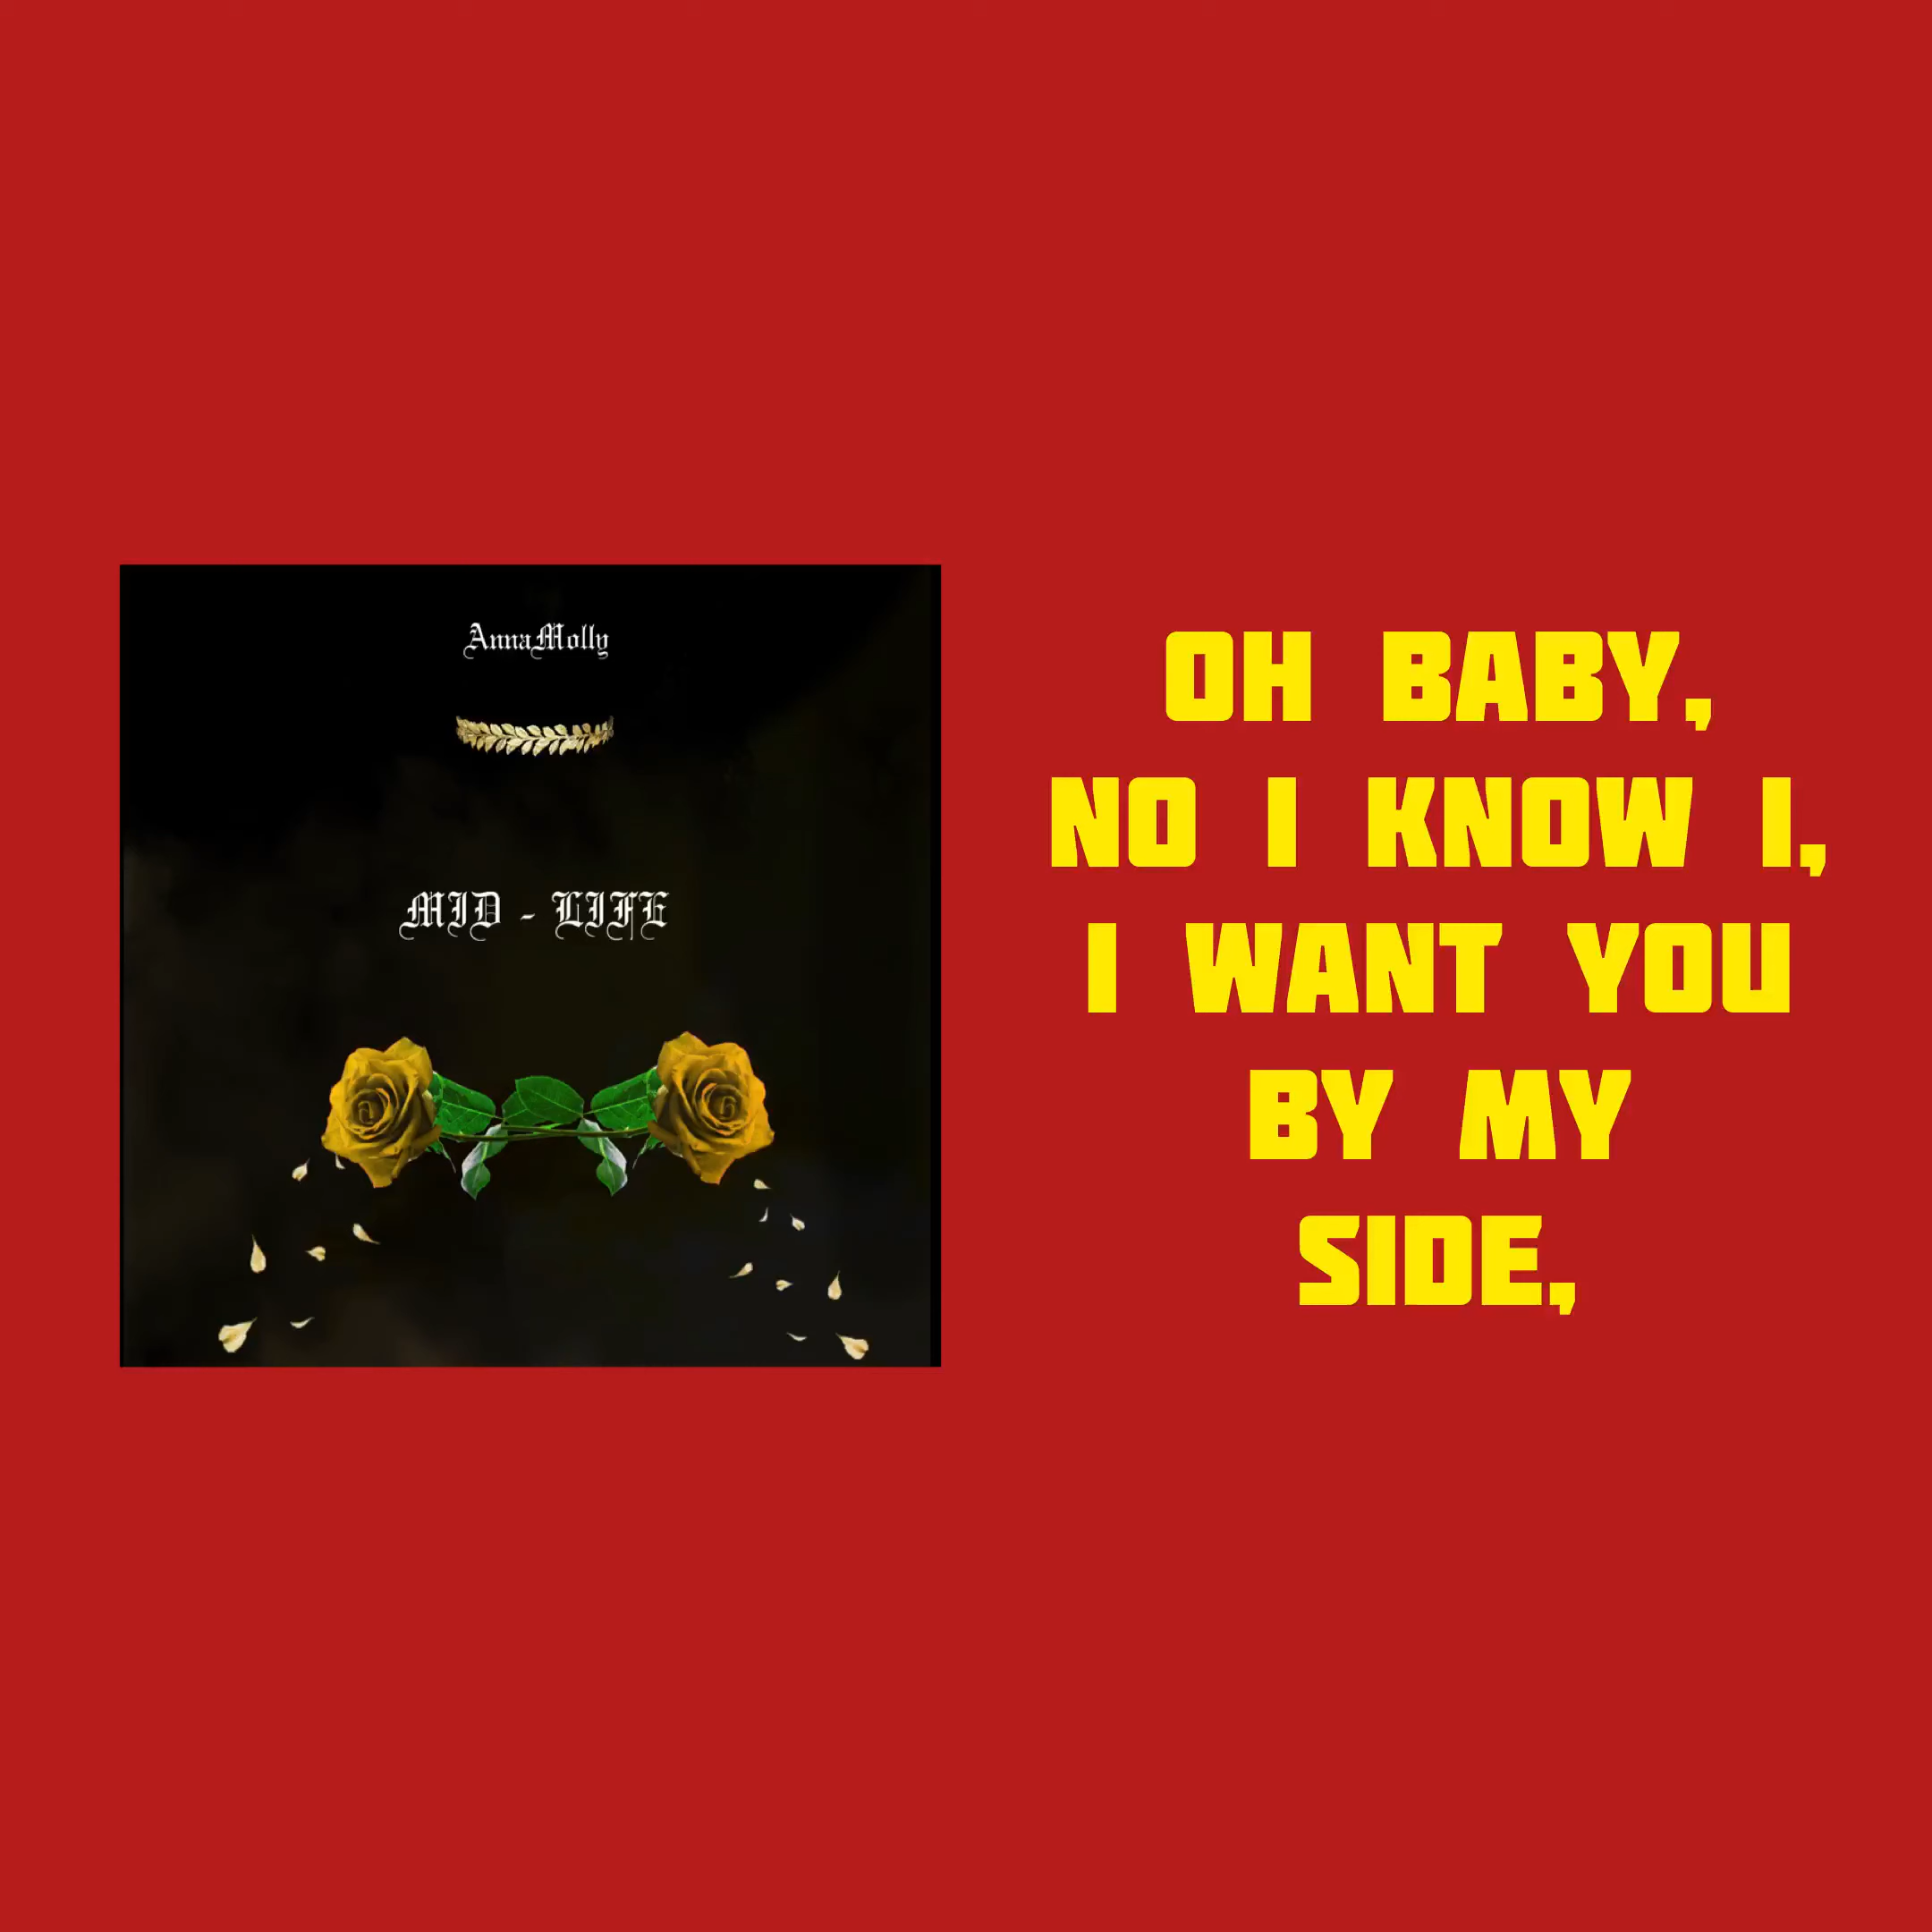 AnnaMolly
MID - LIFE
OH BABY,
NO I KNOW I,
I WANT YOU
BY MY
SIDE,